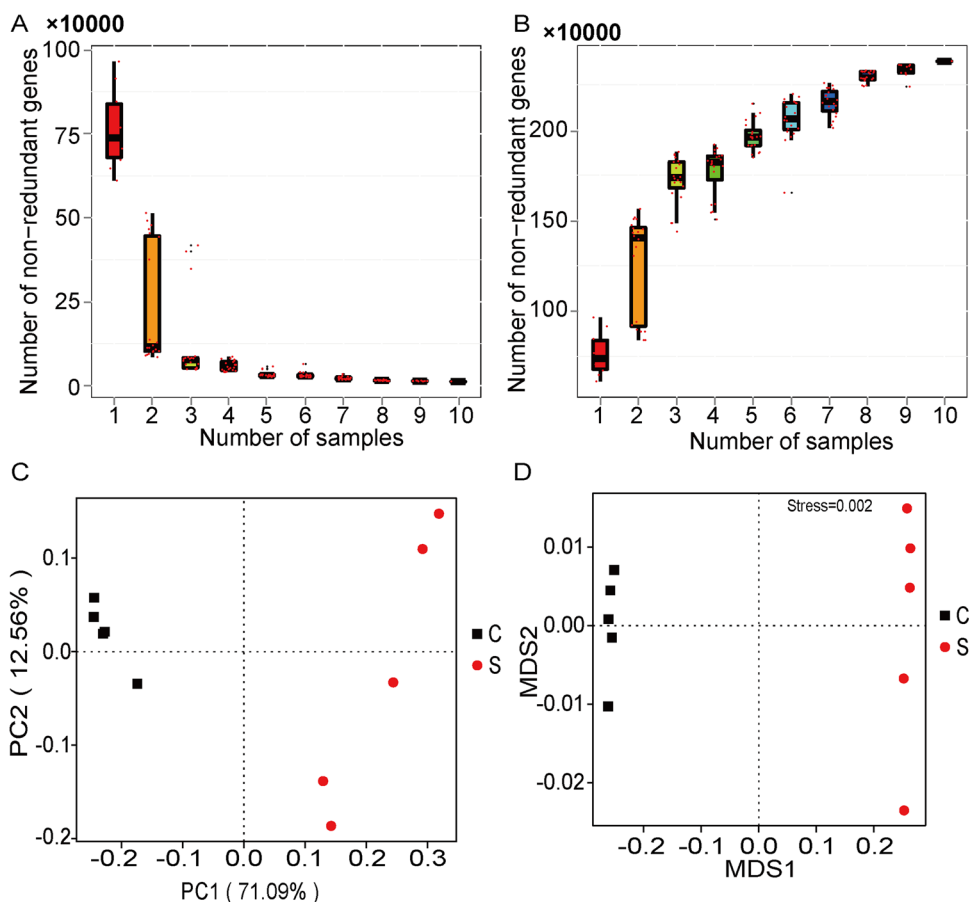 A ×10000
Number of non-redundant genes
100
75
50
25
0
1 2 3 4 5 6 7 8 9 10
Number of samples
B ×10000
Number of non-redundant genes
200
150
100
1 2 3 4 5 6 7 8 9 10
Number of samples
C
PC2 ( 12.56% )
0.1
0.0
-0.1
-0.2
-0.2 -0.1 0.0 0.1 0.2 0.3
PC1 ( 71.09% )
C
S
D
Stress=0.002
MDS2
0.01
0.00
-0.01
-0.02
-0.2 -0.1 0.0 0.1 0.2
MDS1
C
S